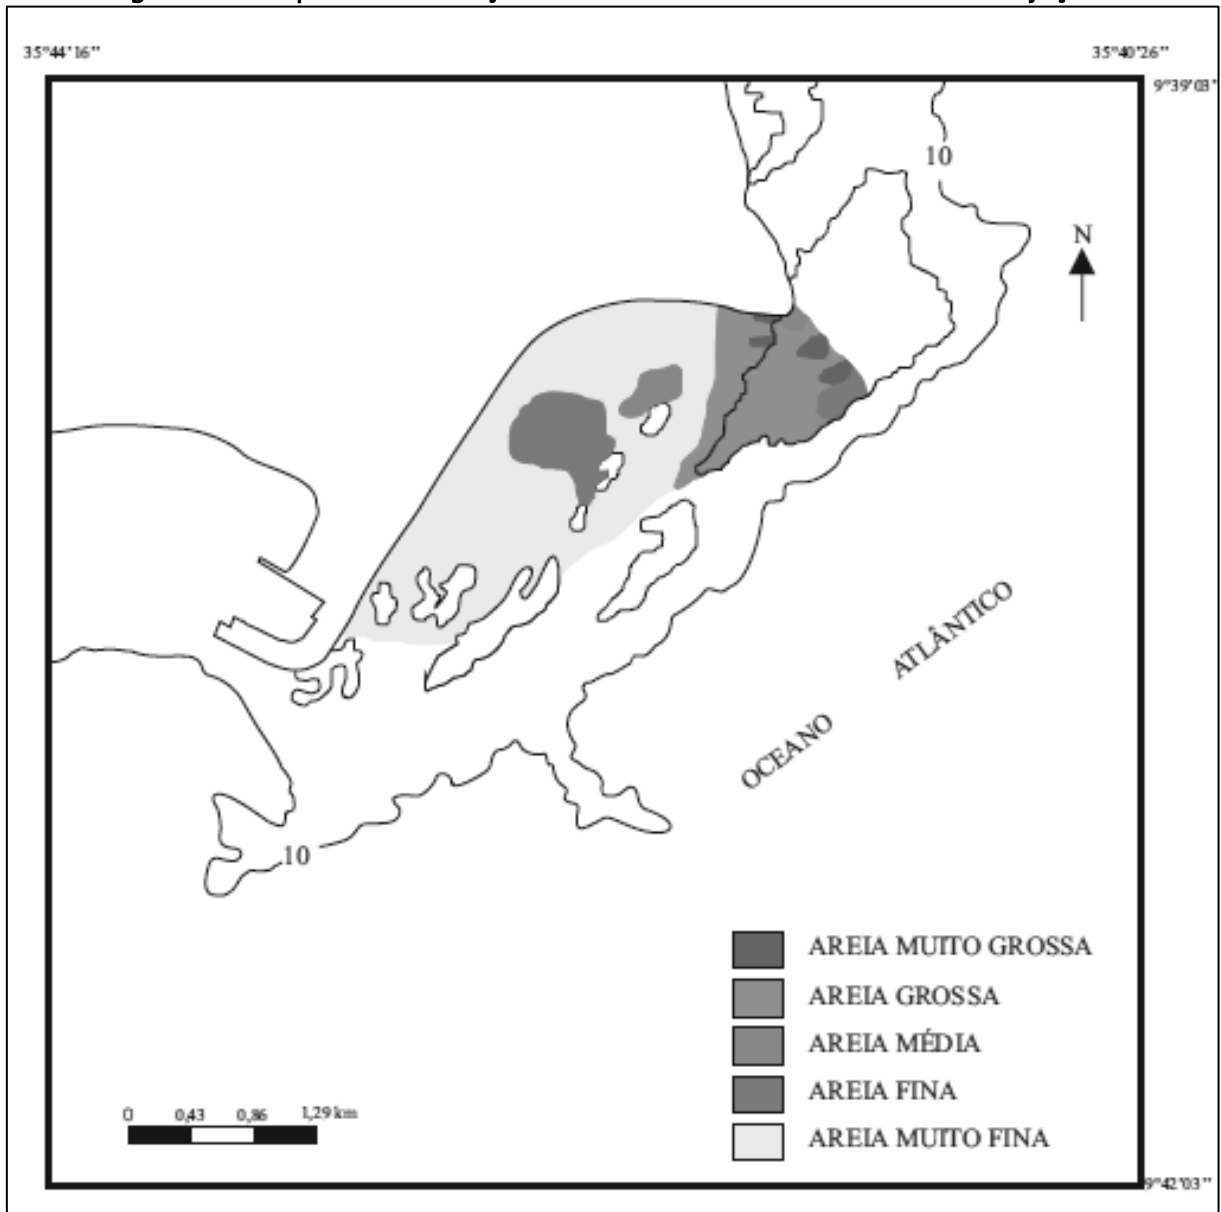 35°44'16"
35°40'26"
9°39'03"
10
N
ATLÂNTICO
OCEANO
10
AREIA MUITO GROSSA
AREIA GROSSA
AREIA MÉDIA
AREIA FINA
AREIA MUITO FINA
0 0,43 0,86 1,29 km
9°42'03"